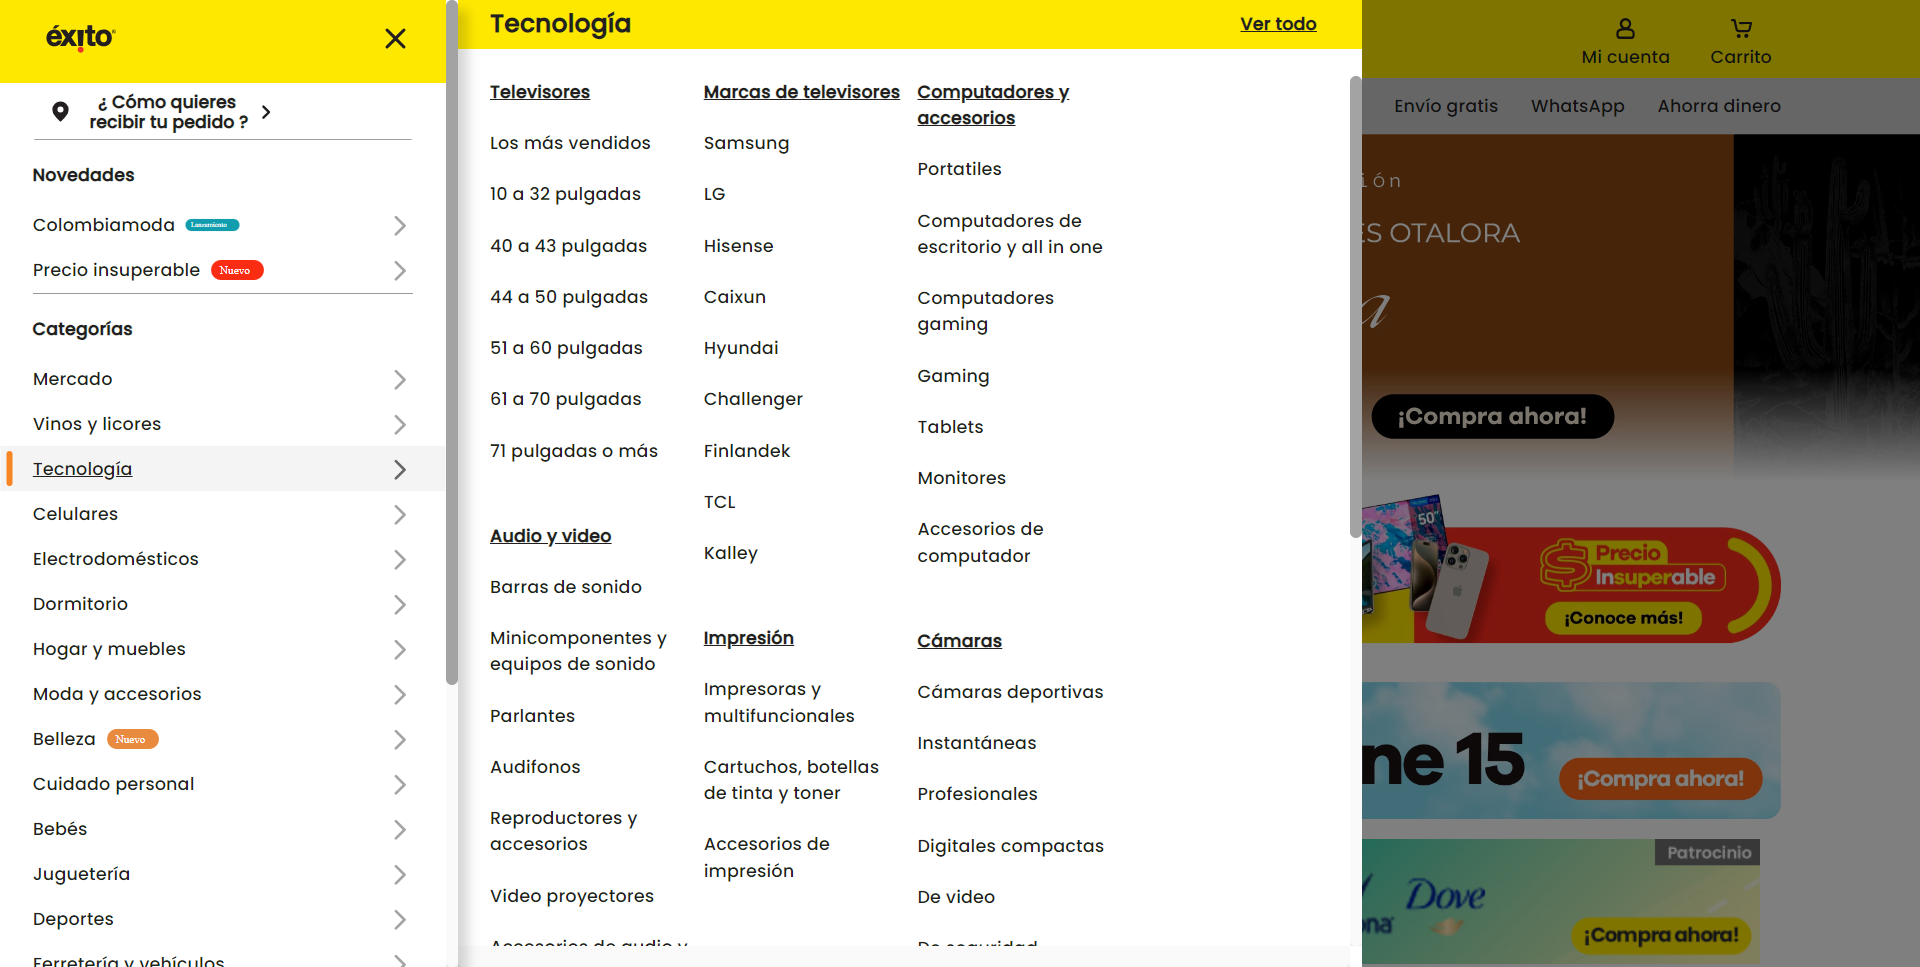 éxito
¿ Cómo quieres
recibir tu pedido ?
Novedades
Colombiamoda Lanzamiento
Precio insuperable Nuevo
Categorías
Mercado
Vinos y licores
Tecnología
Celulares
Electrodomésticos
Dormitorio
Hogar y muebles
Moda y accesorios
Belleza Nuevo
Cuidado personal
Bebés
Juguetería
Deportes
Ferretería y vehículos
Tecnología
Ver todo
Televisores
Los más vendidos
10 a 32 pulgadas
40 a 43 pulgadas
44 a 50 pulgadas
51 a 60 pulgadas
61 a 70 pulgadas
71 pulgadas o más
Audio y video
Barras de sonido
Minicomponentes y
equipos de sonido
Parlantes
Audifonos
Reproductores y
accesorios
Video proyectores
Accesorios de audio y
Marcas de televisores
Samsung
LG
Hisense
Caixun
Hyundai
Challenger
Finlandek
TCL
Kalley
Impresión
Impresoras y
multifuncionales
Cartuchos, botellas
de tinta y toner
Accesorios de
impresión
Computadores y
accesorios
Portatiles
Computadores de
escritorio y all in one
Computadores
gaming
Gaming
Tablets
Monitores
Accesorios de
computador
Cámaras
Cámaras deportivas
Instantáneas
Profesionales
Digitales compactas
De video
De seguridad
Mi cuenta
Carrito
Envío gratis
WhatsApp
Ahorra dinero
ión
ES OTALORA
a
¡Compra ahora!
50"
Precio
Insuperable
¡Conoce más!
ne 15
¡Compra ahora!
Patrocinio
Dove
ona
¡Compra ahora!